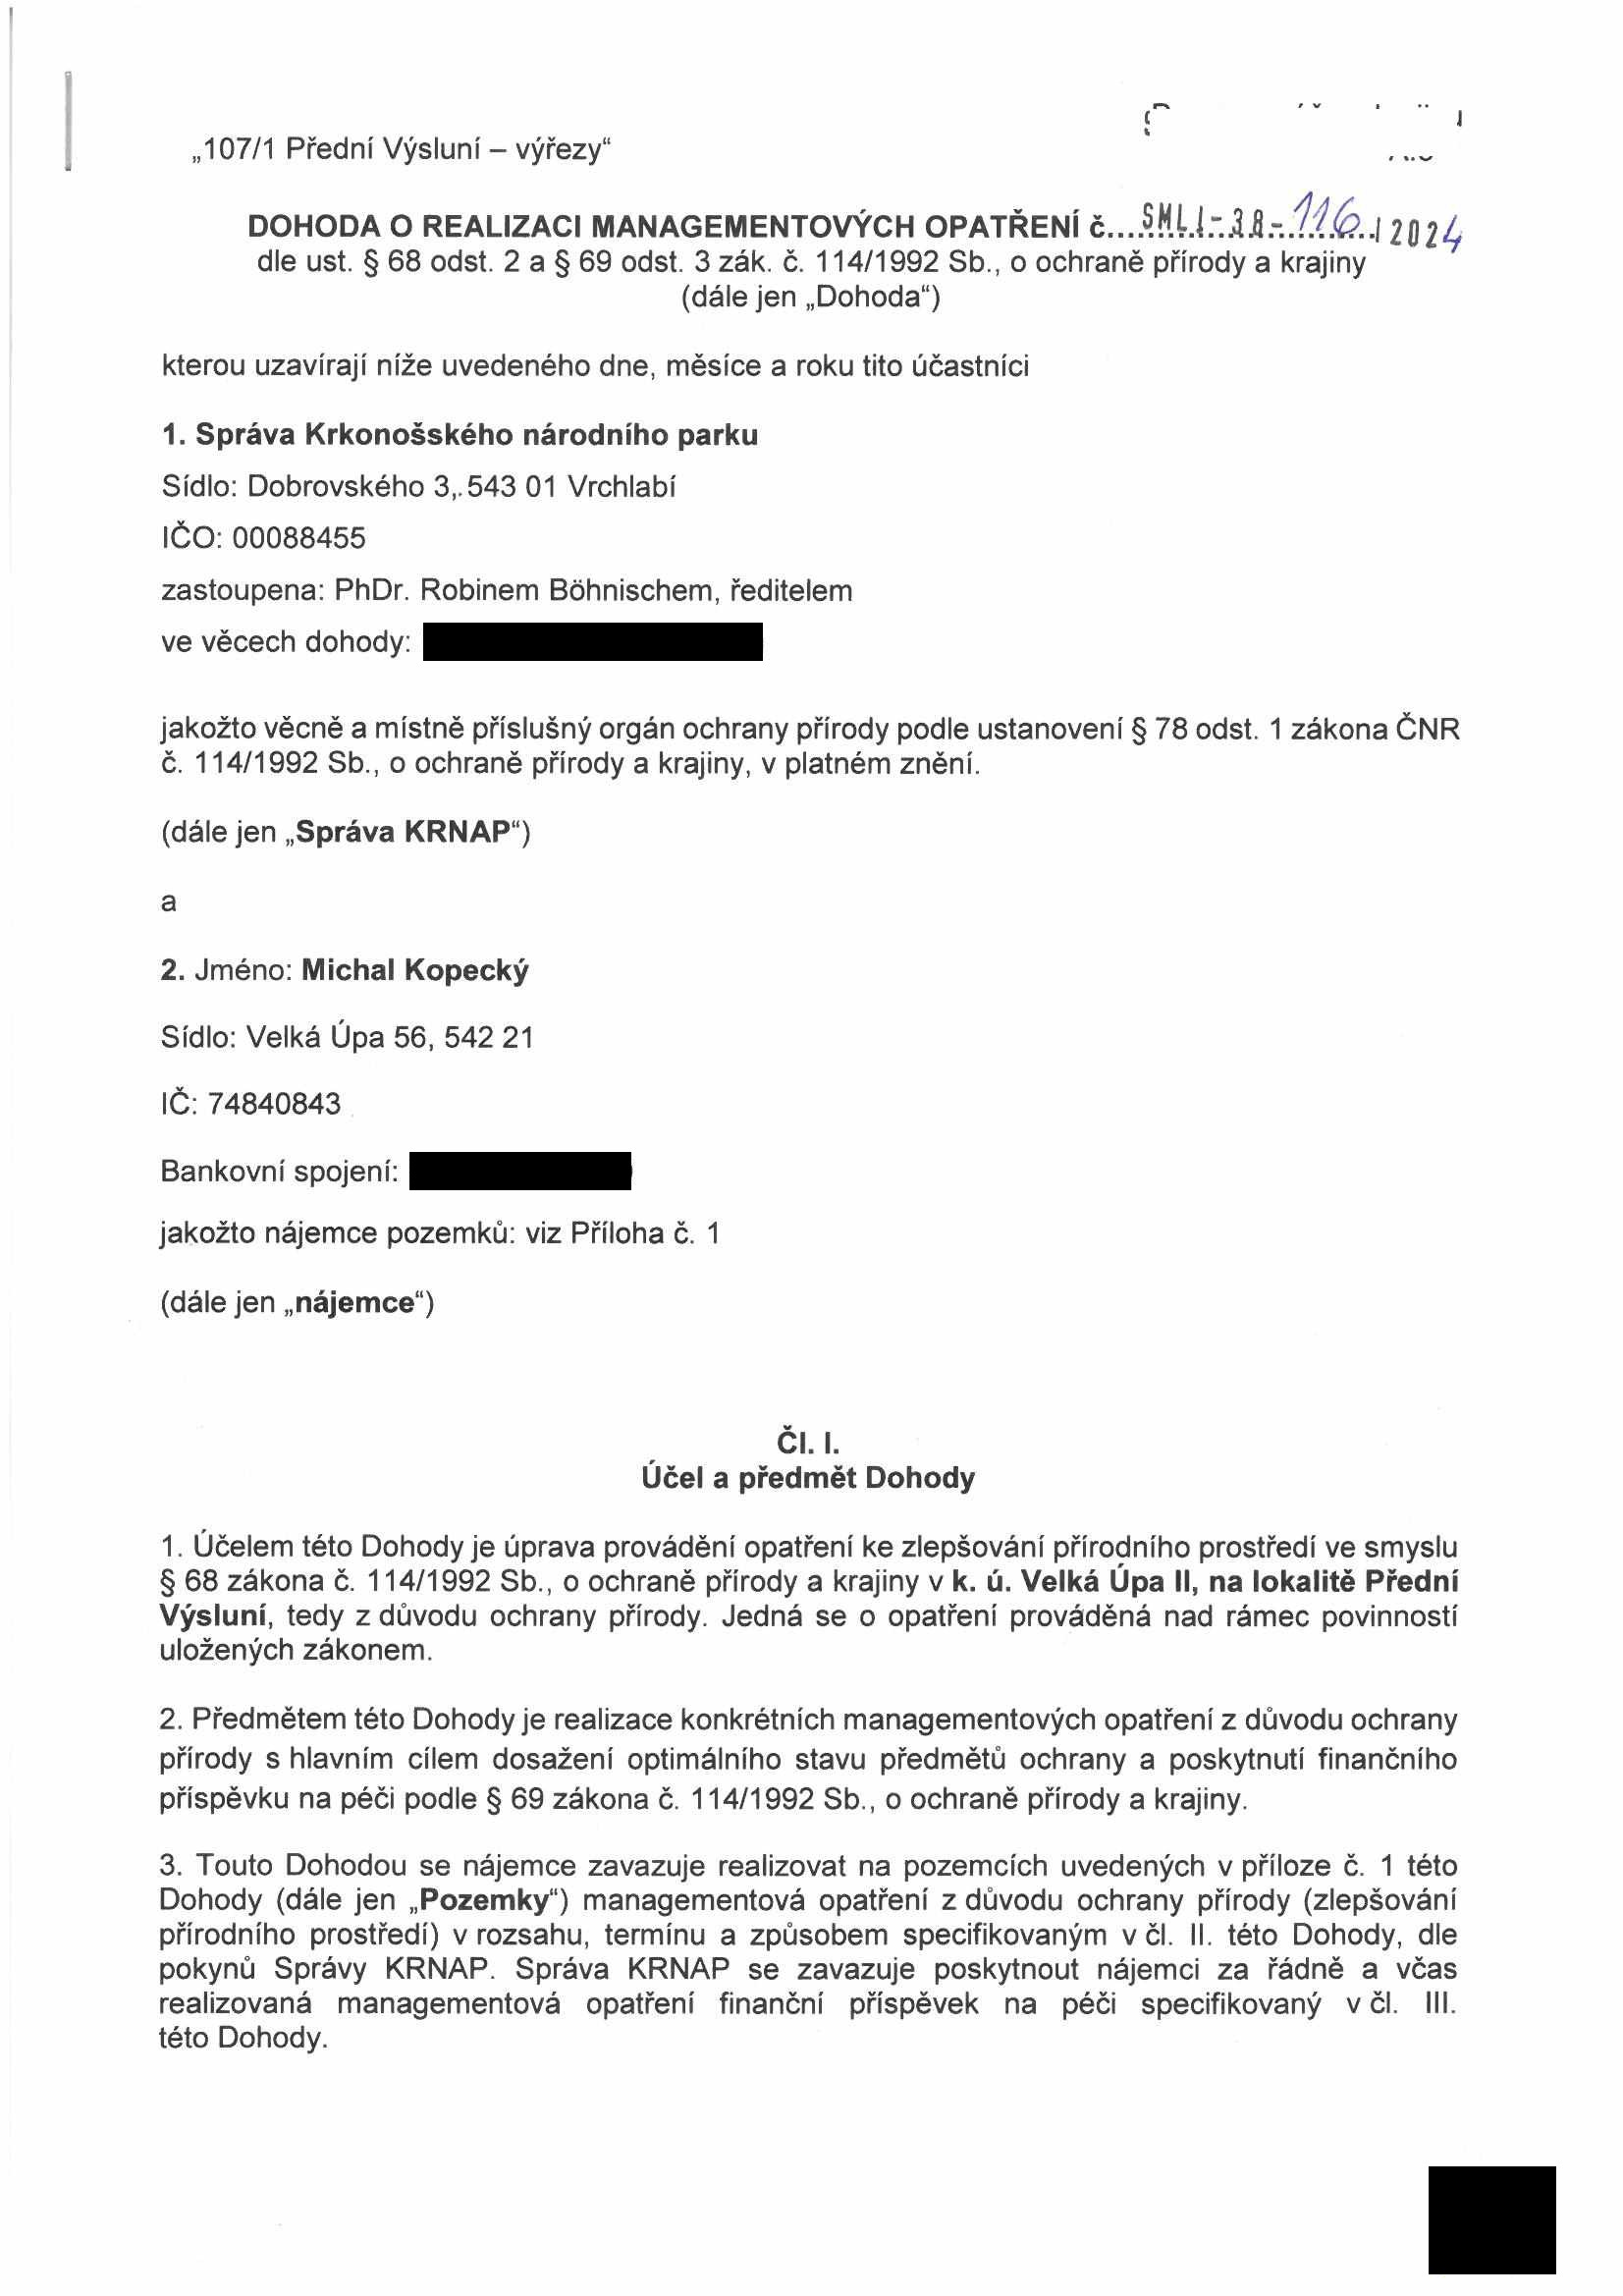 „107/1 Přední Výsluní – výřezy“
DOHODA O REALIZACI MANAGEMENTOVÝCH OPATŘENÍ č....SMLI-38-116/2024
dle ust. § 68 odst. 2 a § 69 odst. 3 zák. č. 114/1992 Sb., o ochraně přírody a krajiny
(dále jen „Dohoda“)
kterou uzavírají níže uvedeného dne, měsíce a roku tito účastníci
1. Správa Krkonošského národního parku
Sídlo: Dobrovského 3, 543 01 Vrchlabí
IČO: 00088455
zastoupena: PhDr. Robinem Böhnischem, ředitelem
ve věcech dohody:
jakožto věcně a místně příslušný orgán ochrany přírody podle ustanovení § 78 odst. 1 zákona ČNR
č. 114/1992 Sb., o ochraně přírody a krajiny, v platném znění.
(dále jen „Správa KRNAP“)
a
2. Jméno: Michal Kopecký
Sídlo: Velká Úpa 56, 542 21
IČ: 74840843
Bankovní spojení:
jakožto nájemce pozemků: viz Příloha č. 1
(dále jen „nájemce“)
Čl. I.
Účel a předmět Dohody
1. Účelem této Dohody je úprava provádění opatření ke zlepšování přírodního prostředí ve smyslu
§ 68 zákona č. 114/1992 Sb., o ochraně přírody a krajiny v k. ú. Velká Úpa II, na lokalitě Přední
Výsluní, tedy z důvodu ochrany přírody. Jedná se o opatření prováděná nad rámec povinností
uložených zákonem.
2. Předmětem této Dohody je realizace konkrétních managementových opatření z důvodu ochrany
přírody s hlavním cílem dosažení optimálního stavu předmětů ochrany a poskytnutí finančního
příspěvku na péči podle § 69 zákona č. 114/1992 Sb., o ochraně přírody a krajiny.
3. Touto Dohodou se nájemce zavazuje realizovat na pozemcích uvedených v příloze č. 1 této
Dohody (dále jen „Pozemky“) managementová opatření z důvodu ochrany přírody (zlepšování
přírodního prostředí) v rozsahu, termínu a způsobem specifikovaným v čl. II. této Dohody, dle
pokynů Správy KRNAP. Správa KRNAP se zavazuje poskytnout nájemci za řádně a včas
realizovaná managementová opatření finanční příspěvek na péči specifikovaný v čl. III.
této Dohody.